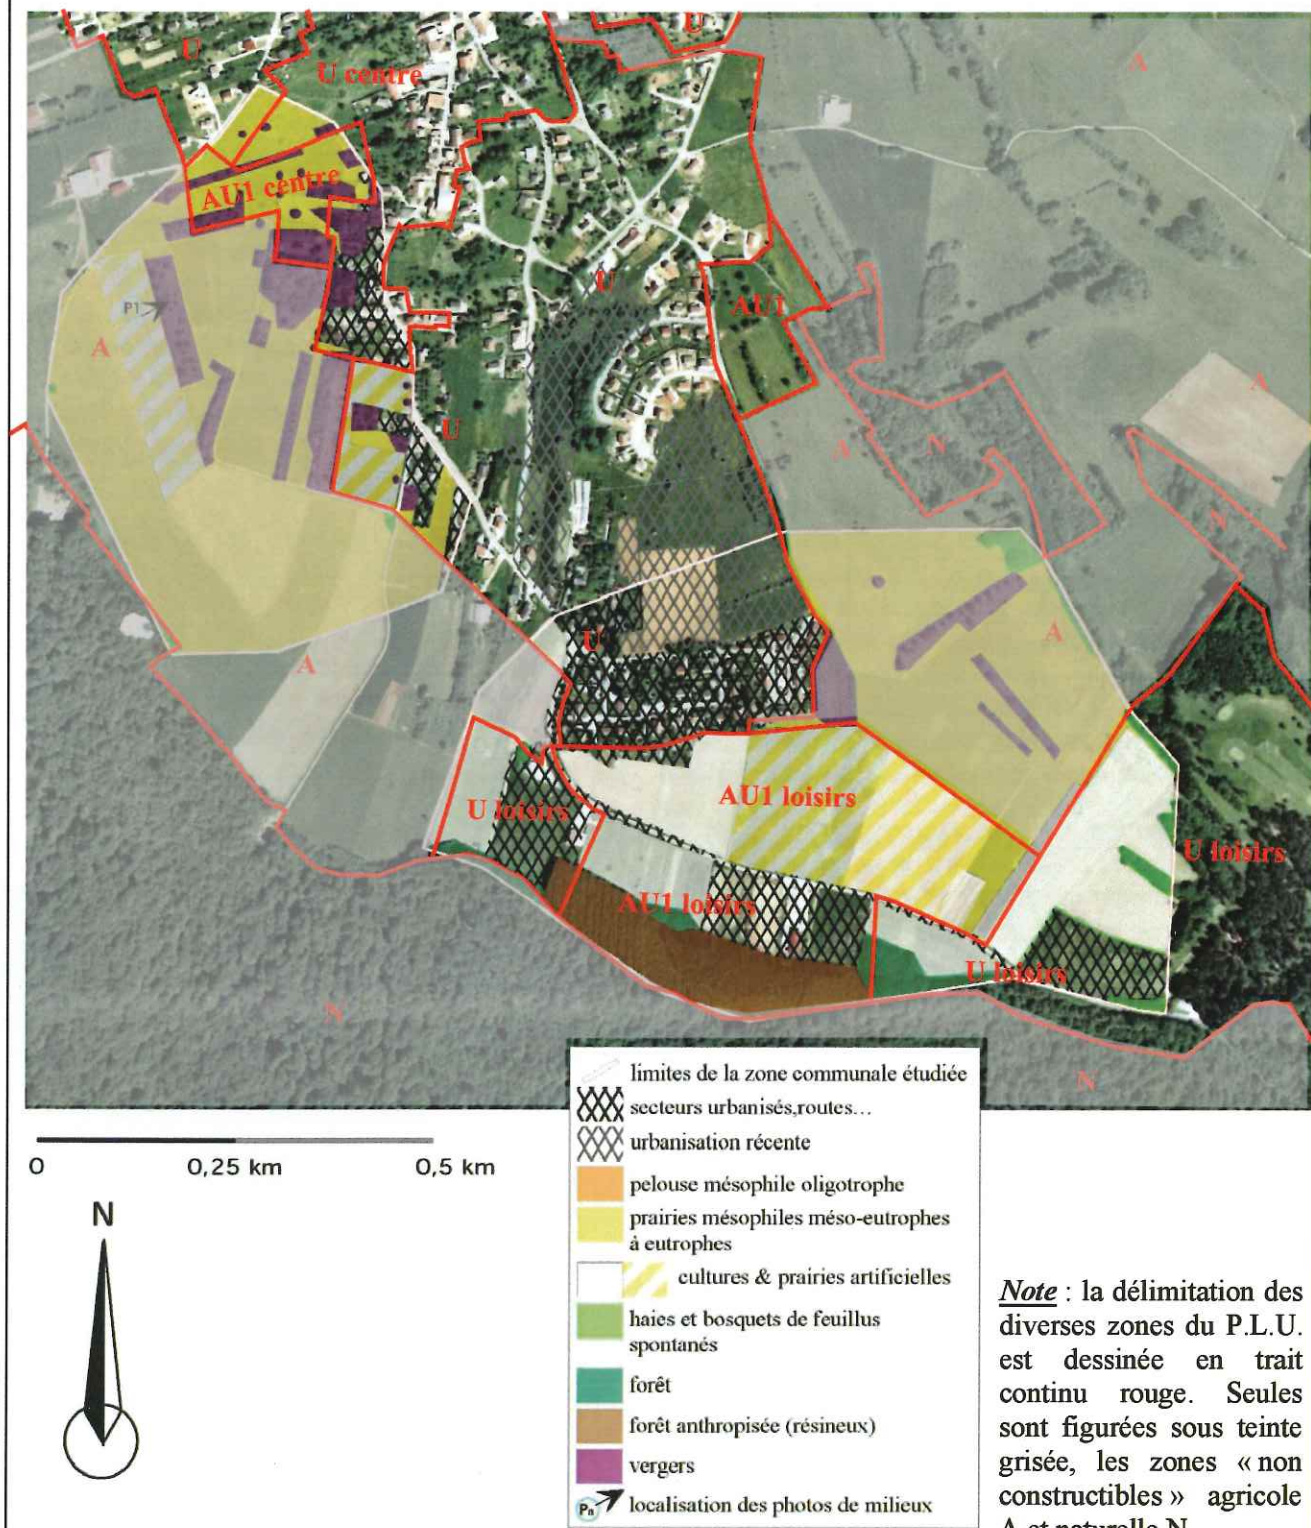 U
U
U centre
A
AU1 centre
U
AU1
P1
A
A
U
A
N
N
U
A
A
AU1 loisirs
U loisirs
U loisirs
AU1 loisirs
U loisirs
N
N
limites de la zone communale étudiée
secteurs urbanisés,routes...
urbanisation récente
pelouse mésophile oligotrophe
prairies mésophiles méso-eutrophes
à eutrophes
cultures & prairies artificielles
haies et bosquets de feuillus
spontanés
forêt
forêt anthropisée (résineux)
vergers
Pn localisation des photos de milieux
0 0,25 km 0,5 km
N
Note : la délimitation des
diverses zones du P.L.U.
est dessinée en trait
continu rouge. Seules
sont figurées sous teinte
grisée, les zones « non
constructibles » agricole
A et naturelle N